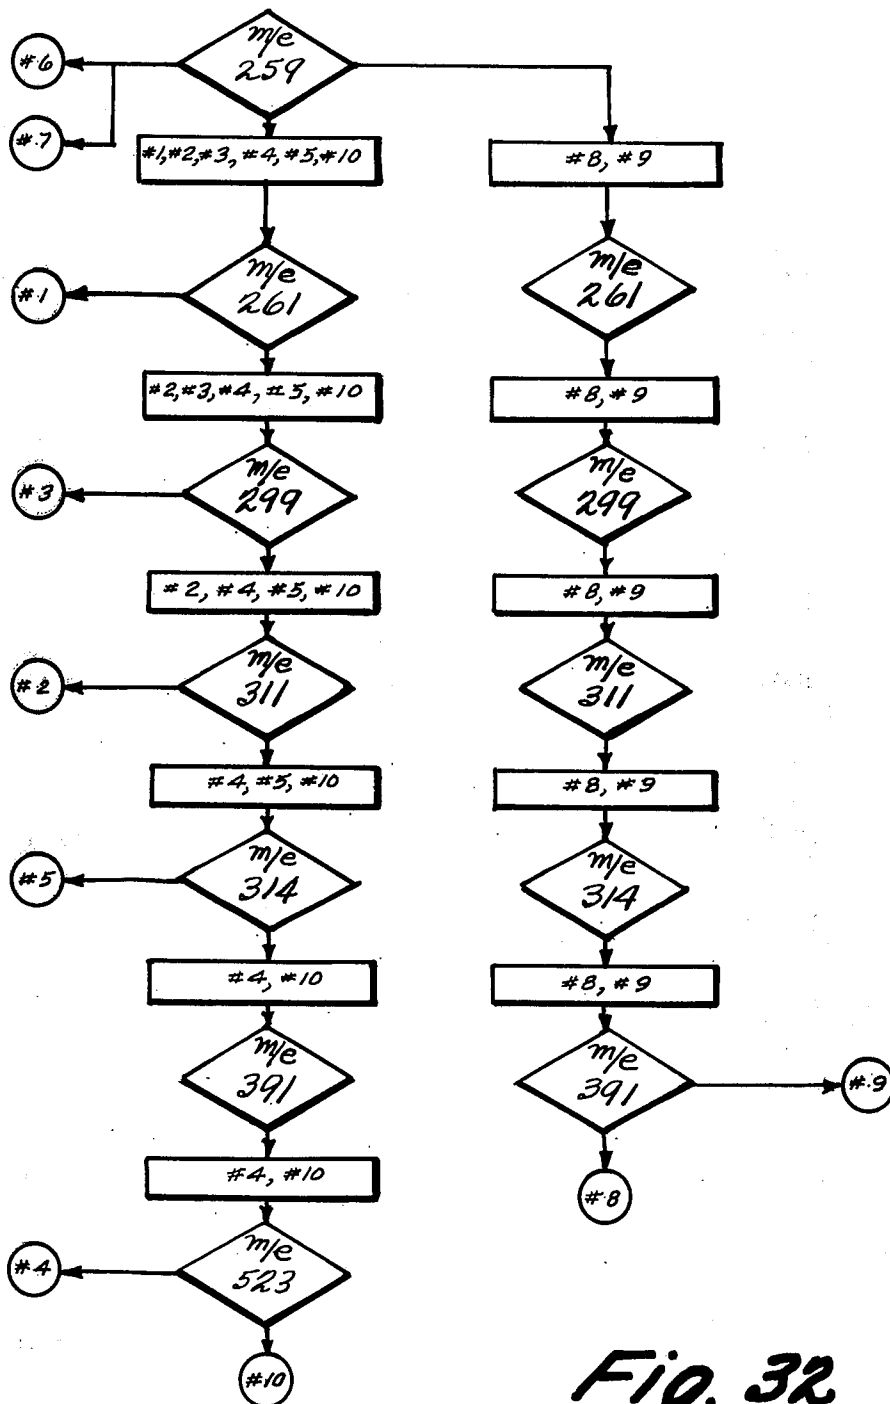 m/e
259
#6
#7
#1,#2,#3, #4, #5, #10
#8, #9
m/e
261
#1
m/e
261
#2,#3,#4, #5, #10
#8, #9
m/e
299
#3
m/e
299
#2, #4, #5, #10
#8, #9
m/e
311
#2
m/e
311
#4, #5, #10
#8, #9
m/e
314
#5
m/e
314
#4, #10
#8, #9
m/e
391
m/e
391
#9
#4, #10
#8
m/e
523
#4
#10
Fig. 32